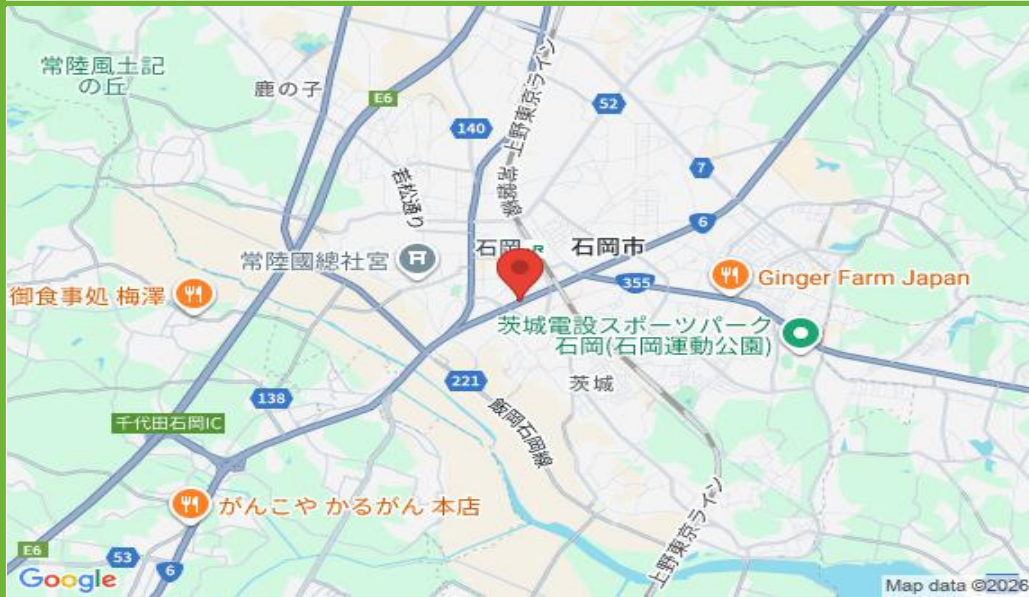 常陸風土記
の丘
鹿の子
E6
140
52
上野東京ライン
常磐線
若松通り
7
6
常陸國總社宮
石岡
石岡市
355
Ginger Farm Japan
御食事処 梅澤
茨城電設スポーツパーク
石岡(石岡運動公園)
茨城
221
138
飯岡石岡線
千代田石岡IC
がんこや かるがん 本店
上野東京ライン
E6
53
6
Google
Map data ©2026